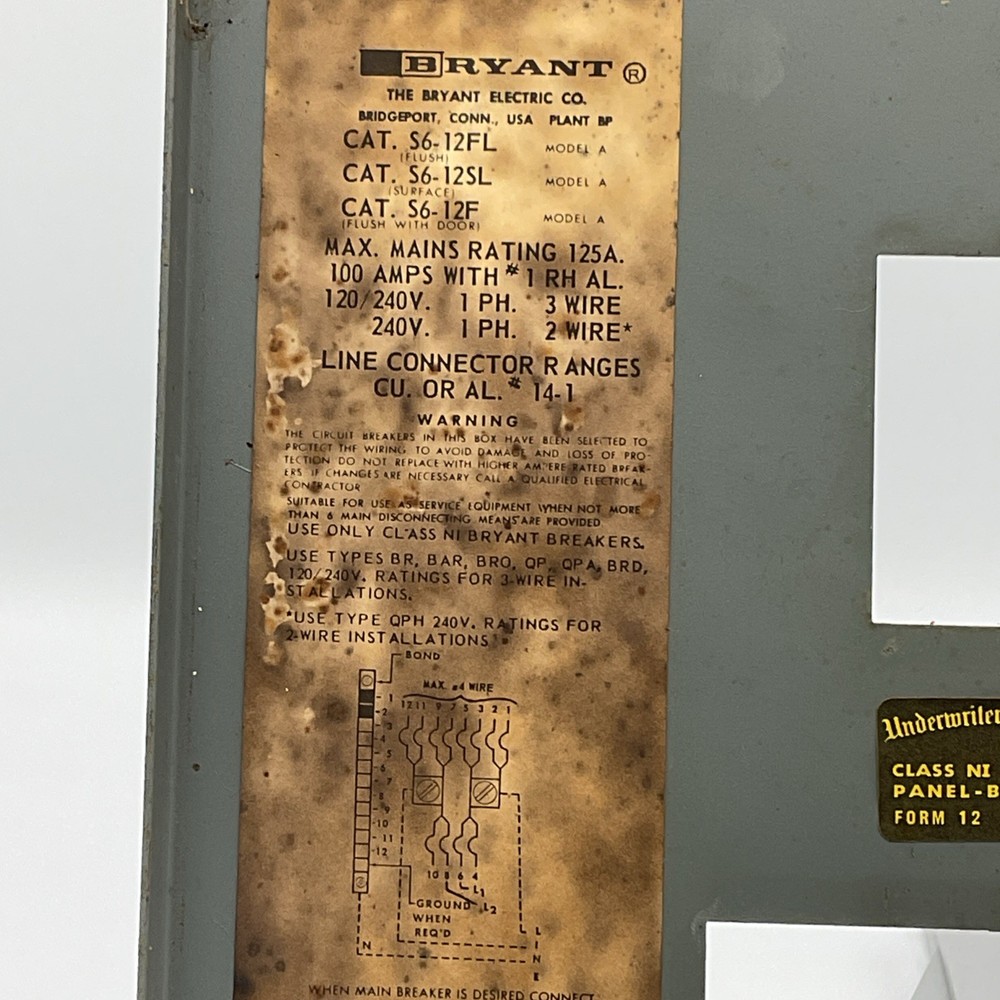 BRYANT ®
THE BRYANT ELECTRIC CO.
BRIDGEPORT, CONN., USA PLANT BP
CAT. S6-12FL MODEL A
(FLUSH)
CAT. S6-12SL MODEL A
(SURFACE)
CAT. S6-12F MODEL A
(FLUSH WITH DOOR)
MAX. MAINS RATING 125A.
100 AMPS WITH # 1 RH AL.
120/240V. 1 PH. 3 WIRE
240V. 1 PH. 2 WIRE*
LINE CONNECTOR RANGES
CU. OR AL. # 14-1
WARNING
THE CIRCUIT BREAKERS IN THIS BOX HAVE BEEN SELECTED TO
PROTECT THE WIRING. TO AVOID DAMAGE AND LOSS OF PRO-
TECTION DO NOT REPLACE WITH HIGHER AMPERE RATED BREAK-
ERS IF CHANGES ARE NECESSARY CALL A QUALIFIED ELECTRICAL
CONTRACTOR
SUITABLE FOR USE AS SERVICE EQUIPMENT WHEN NOT MORE
THAN 6 MAIN DISCONNECTING MEANS ARE PROVIDED
USE ONLY CLASS NI BRYANT BREAKERS.
USE TYPES BR, BAR, BRO, QP, QPA, BRD,
120/240V. RATINGS FOR 3-WIRE IN-
STALLATIONS.
*USE TYPE QPH 240V. RATINGS FOR
2-WIRE INSTALLATIONS
BOND
MAX. #4 WIRE
12 11 9 7 5 3 2 1
1
2
3
4
5
6
7
8
9
10
11
12
10 8 6 4
L1
L2
GROUND
WHEN
REQ'D
L
N
N
WHEN MAIN BREAKER IS DESIRED CONNECT:
Underwriter
CLASS NI
PANEL-B
FORM 12